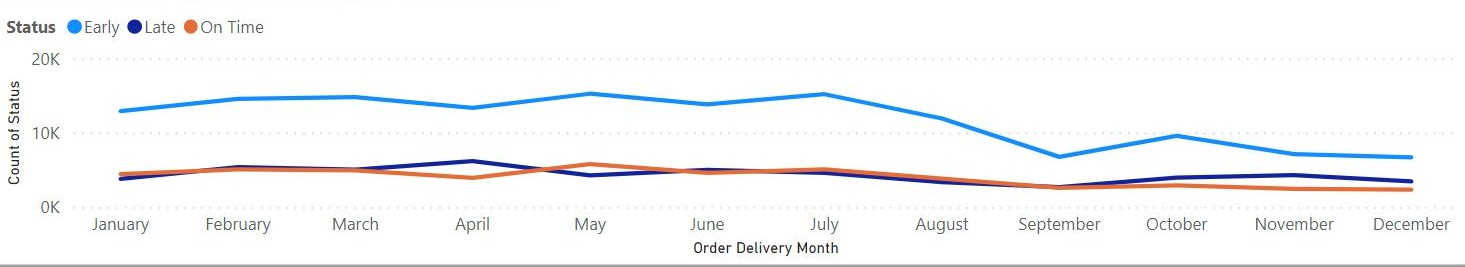 Status Early Late On Time
20K
10K
0K
Count of Status
January February March April May June July August September October November December
Order Delivery Month